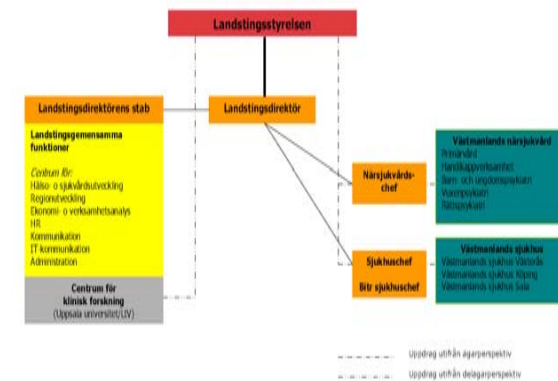 Landstingsstyrelsen
Landstingsdirektörens stab
Landstingsdirektör
Landstingsgemensamma
funktioner
Centrum för:
Hälso- o sjukvårdsutveckling
Regionutveckling
Ekonomi- o verksamhetsanalys
HR
Kommunikation
IT-kommunikation
Administration
Centrum för
klinisk forskning
(Uppsala universitet/LtV)
Närsjukvårds-
chef
Västmanlands närsjukvård
Primärvård
Handikappverksamhet
Barn- och ungdomspsykiatri
Vuxenpsykiatri
Rättspsykiatri
Sjukhuschef
Bitr sjukhuschef
Västmanlands sjukhus
Västmanlands sjukhus Västerås
Västmanlands sjukhus Köping
Västmanlands sjukhus Sala
Uppdrag utifrån ägarperspektiv
Uppdrag utifrån delägarperspektiv